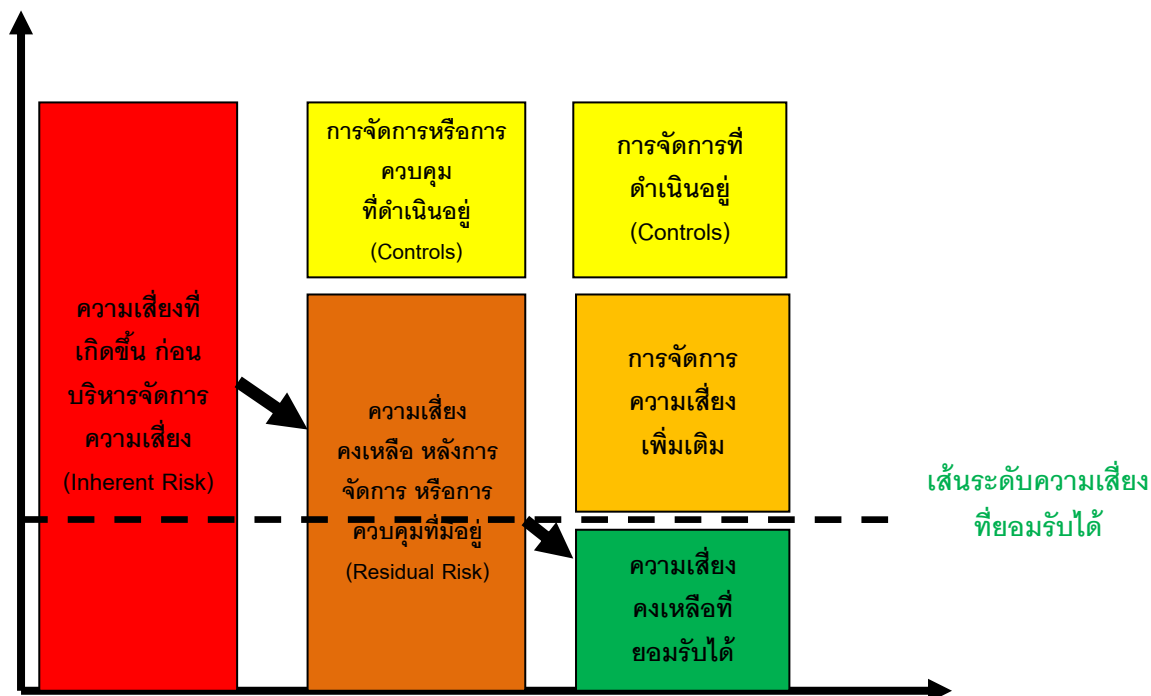 ความเสี่ยงที่
เกิดขึ้น ก่อน
บริหารจัดการ
ความเสี่ยง
(Inherent Risk)
การจัดการหรือการ
ควบคุม
ที่ดำเนินอยู่
(Controls)
ความเสี่ยง
คงเหลือ หลังการ
จัดการ หรือการ
ควบคุมที่มีอยู่
(Residual Risk)
การจัดการที่
ดำเนินอยู่
(Controls)
การจัดการ
ความเสี่ยง
เพิ่มเติม
ความเสี่ยง
คงเหลือที่
ยอมรับได้
เส้นระดับความเสี่ยง
ที่ยอมรับได้